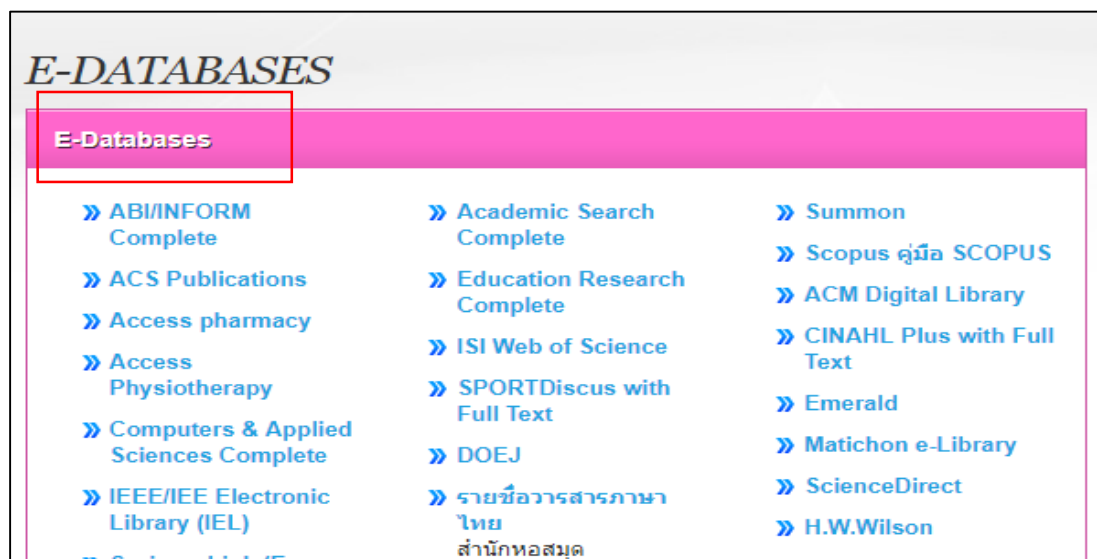 E-DATABASES
E-Databases
ABI/INFORM
Complete
ACS Publications
Access pharmacy
Access
Physiotherapy
Computers & Applied
Sciences Complete
IEEE/IEE Electronic
Library (IEL)
Academic Search
Complete
Education Research
Complete
ISI Web of Science
SPORTDiscus with
Full Text
DOEJ
รายชื่อวารสารภาษา
ไทย
สำนักหอสมุด
Summon
Scopus คู่มือ SCOPUS
ACM Digital Library
CINAHL Plus with Full
Text
Emerald
Matichon e-Library
ScienceDirect
H.W.Wilson